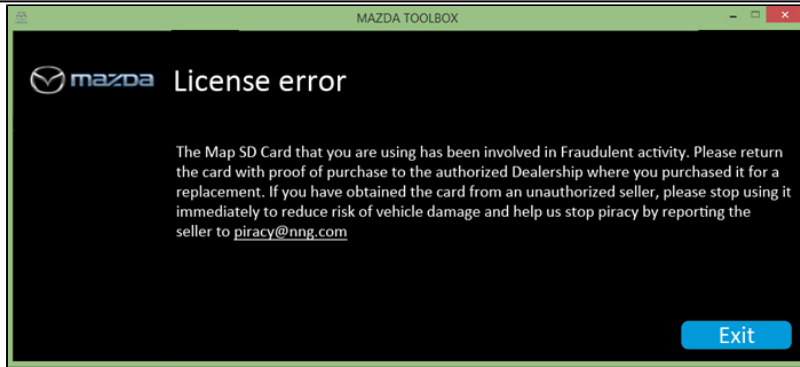 MAZDA TOOLBOX
mazda
License error
The Map SD Card that you are using has been involved in Fraudulent activity. Please return
the card with proof of purchase to the authorized Dealership where you purchased it for a
replacement. If you have obtained the card from an unauthorized seller, please stop using it
immediately to reduce risk of vehicle damage and help us stop piracy by reporting the
seller to piracy@nng.com
Exit